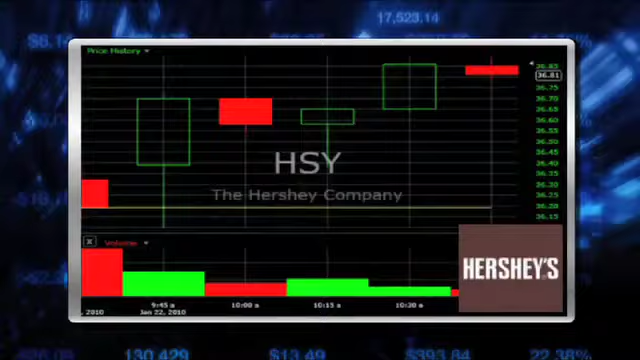 17,523.14
Price History
36.83
36.81
36.75
36.70
36.65
36.60
36.55
36.50
36.45
36.40
36.35
36.30
36.25
36.20
36.15
HSY
The Hershey Company
HERSHEY'S
x Volume
9:45 a 10:00 a 10:15 a 10:30 a
, 2010 Jan 22, 2010
130.429 $13.49 $393.84 22.38%